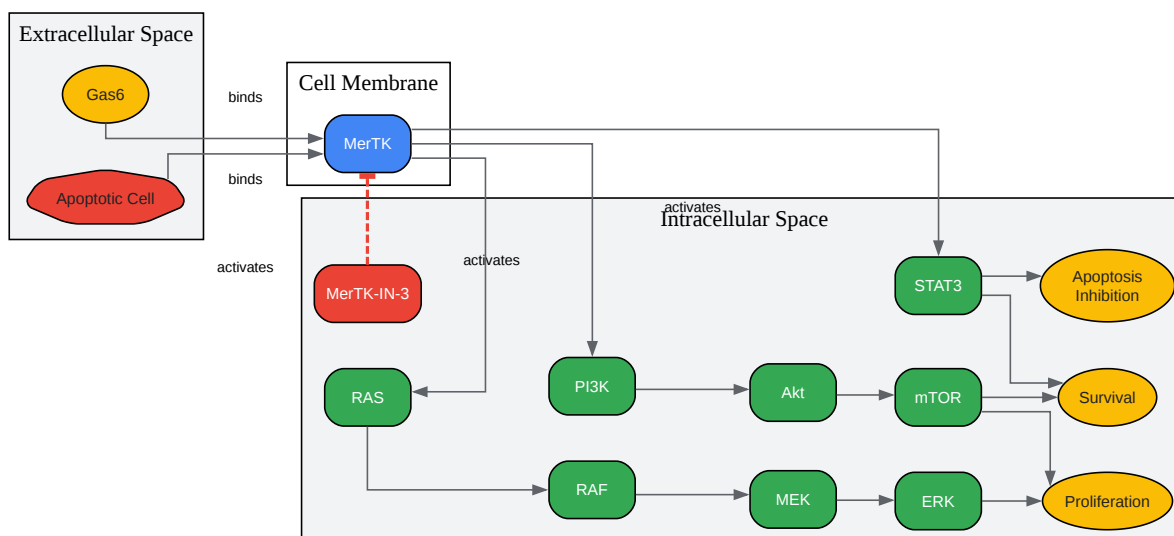 Extracellular Space
Gas6
Apoptotic Cell
binds
binds
activates
Cell Membrane
MerTK
activates
activates
Intracellular Space
MerTK-IN-3
STAT3
Apoptosis
Inhibition
RAS
PI3K
Akt
mTOR
Survival
RAF
MEK
ERK
Proliferation